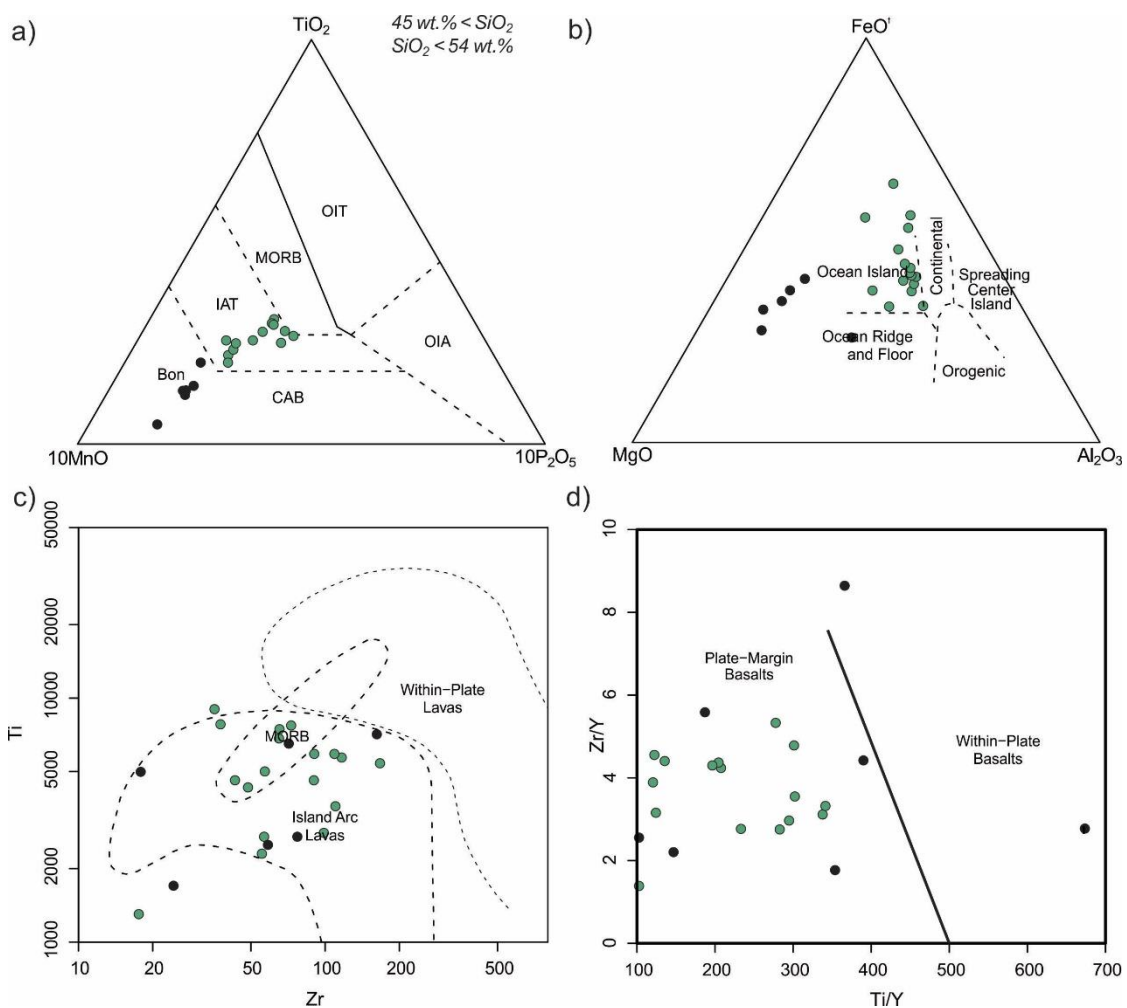 a)
TiO₂
45 wt.% < SiO₂
SiO₂ < 54 wt.%
OIT
MORB
IAT
OIA
Bon
CAB
10MnO
10P₂O₅
b)
FeOᵗ
Ocean Island
Continental
Spreading
Center
Island
Ocean Ridge
and Floor
Orogenic
MgO
Al₂O₃
c)
50000
20000
10000
5000
2000
1000
Ti
Within−Plate
Lavas
MORB
Island Arc
Lavas
10
20
50
100
200
500
Zr
d)
10
8
6
4
2
0
Zr/Y
Plate−Margin
Basalts
Within−Plate
Basalts
100
200
300
400
500
600
700
Ti/Y